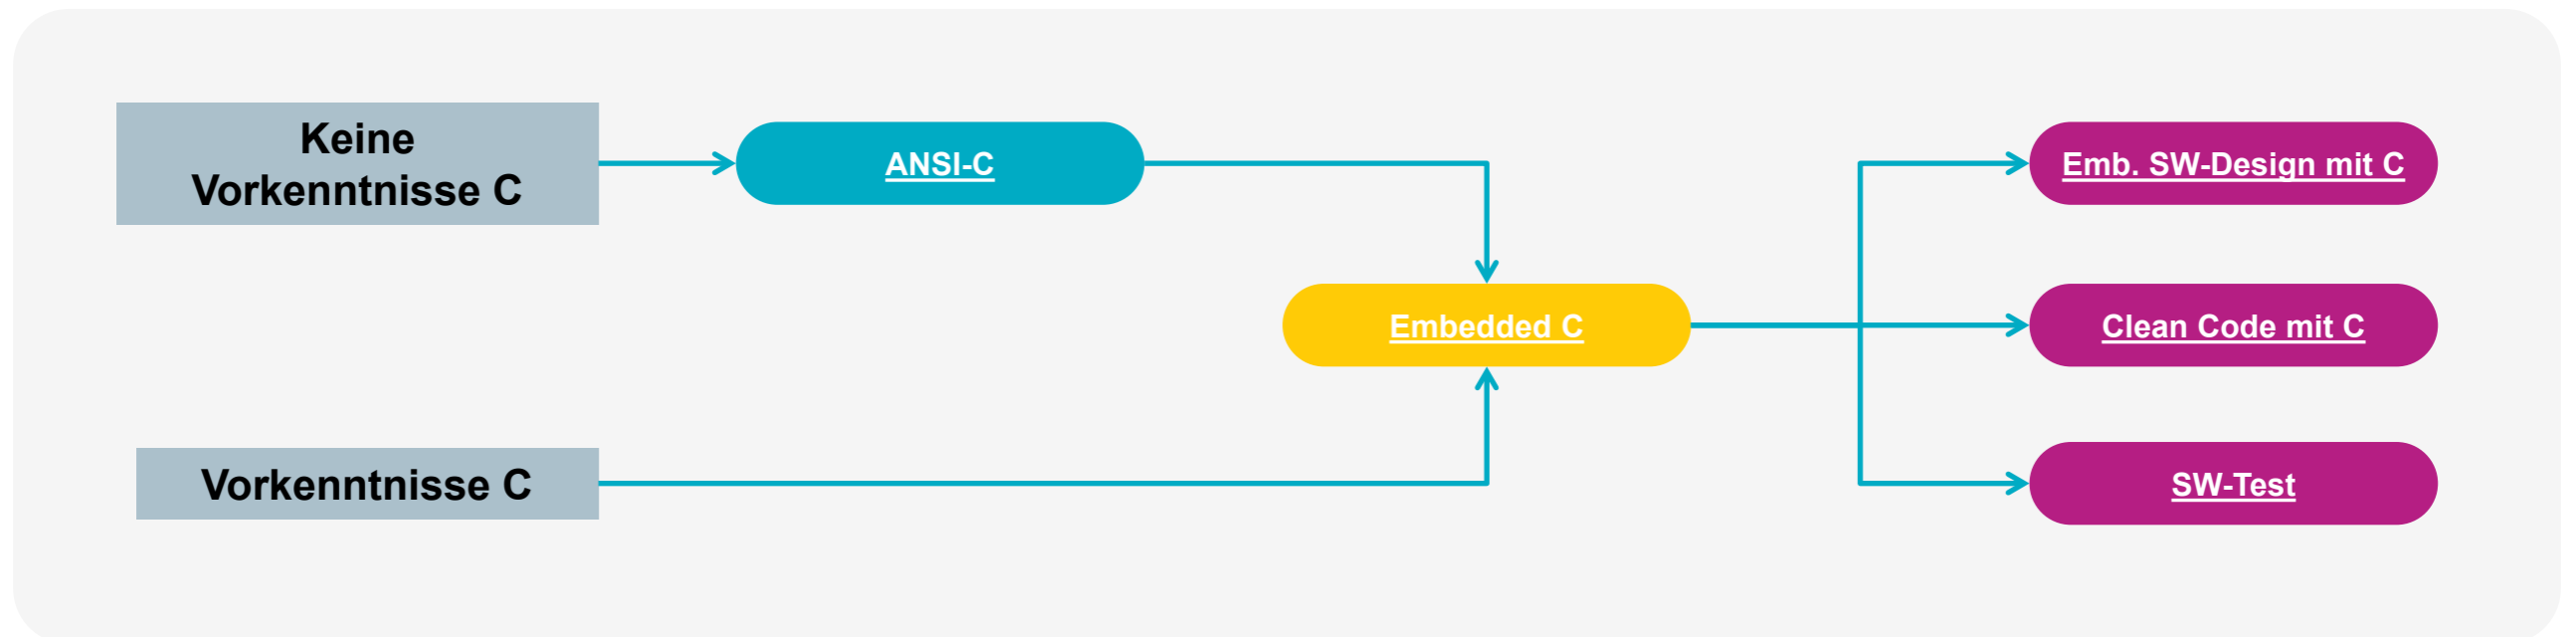 Keine
Vorkenntnisse C
ANSI-C
Emb. SW-Design mit C
Embedded C
Clean Code mit C
Vorkenntnisse C
SW-Test